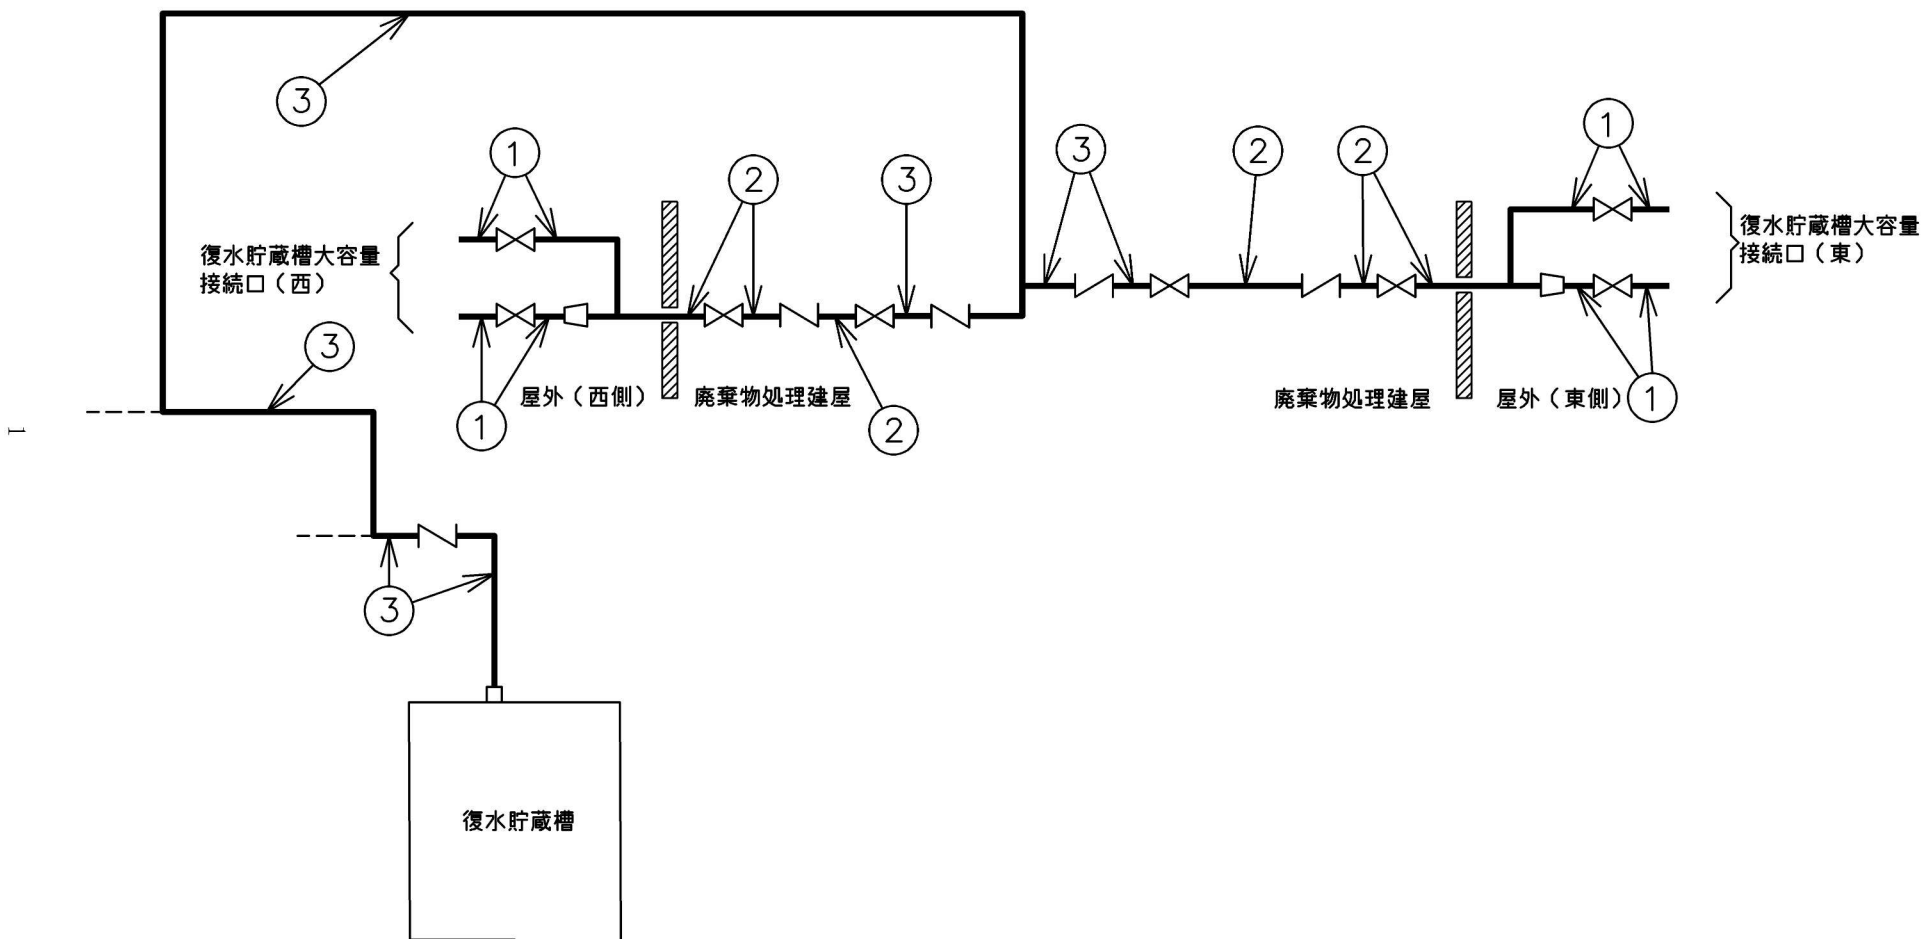 ③
①
②
③
③
②
②
①
復水貯蔵槽大容量
接続口（西）
復水貯蔵槽大容量
接続口（東）
③
①
屋外（西側）
廃棄物処理建屋
②
廃棄物処理建屋
屋外（東側）
①
1
③
復水貯蔵槽